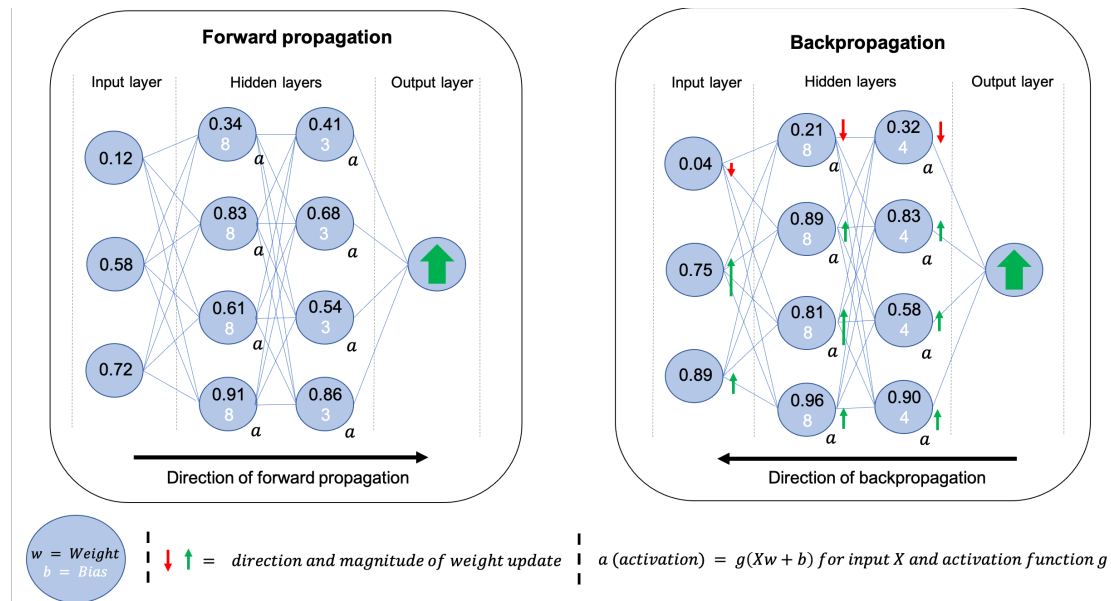 Forward propagation
Input layer
Hidden layers
Output layer
0.12
0.58
0.72
0.34
8
a
0.83
8
a
0.61
8
a
0.91
8
a
0.41
3
a
0.68
3
a
0.54
3
a
0.86
3
a
Direction of forward propagation
Backpropagation
Input layer
Hidden layers
Output layer
0.04
0.75
0.89
0.21
8
a
0.89
8
a
0.81
8
a
0.96
8
a
0.32
4
a
0.83
4
a
0.58
4
a
0.90
4
a
Direction of backpropagation
w = Weight
b = Bias
= direction and magnitude of weight update
a (activation) = g(Xw + b) for input X and activation function g